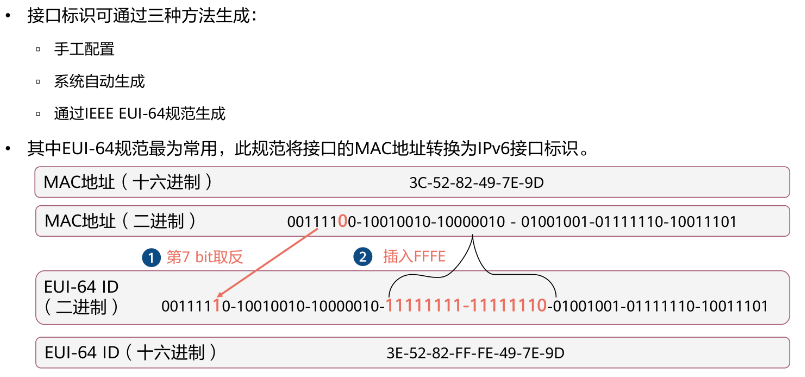 • 接口标识可通过三种方法生成：
▫ 手工配置
▫ 系统自动生成
▫ 通过IEEE EUI-64规范生成
• 其中EUI-64规范最为常用，此规范将接口的MAC地址转换为IPv6接口标识。
MAC地址（十六进制） 3C-52-82-49-7E-9D
MAC地址（二进制） 00111100-10010010-10000010 - 01001001-01111110-10011101
1 第7 bit取反 2 插入FFFE
EUI-64 ID
（二进制） 00111110-10010010-10000010-11111111-11111110-01001001-01111110-10011101
EUI-64 ID（十六进制） 3E-52-82-FF-FE-49-7E-9D